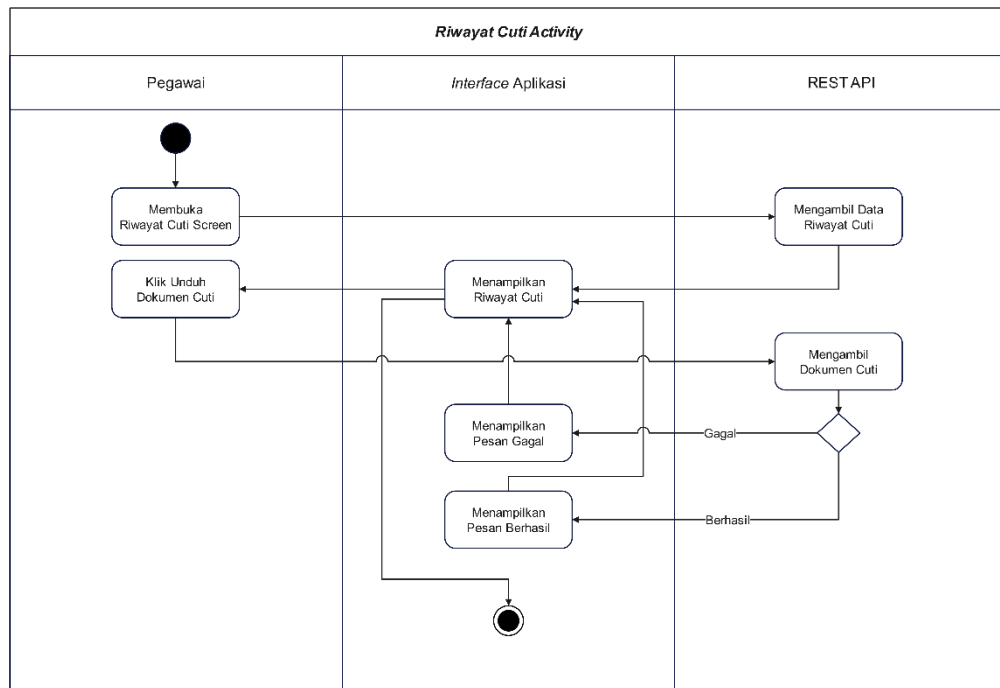 Riwayat Cuti Activity
Pegawai
Interface Aplikasi
REST API
Membuka
Riwayat Cuti Screen
Mengambil Data
Riwayat Cuti
Klik Unduh
Dokumen Cuti
Menampilkan
Riwayat Cuti
Mengambil
Dokumen Cuti
Menampilkan
Pesan Gagal
Gagal
Menampilkan
Pesan Berhasil
Berhasil